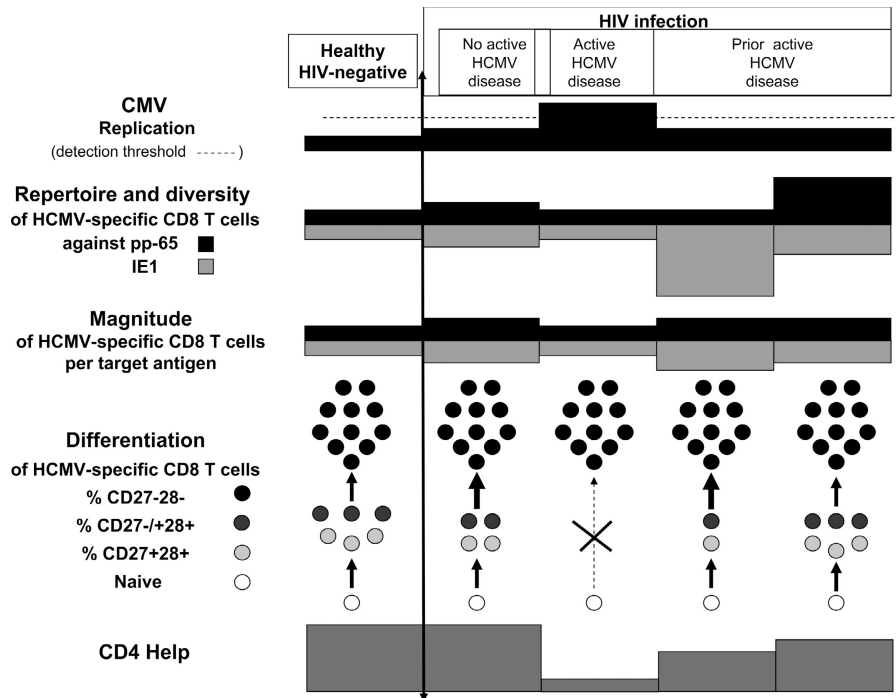 HIV infection
Healthy
HIV-negative
No active
HCMV
disease
Active
HCMV
disease
Prior active
HCMV
disease
CMV
Replication
(detection threshold ------ )
Repertoire and diversity
of HCMV-specific CD8 T cells
against pp-65
IE1
Magnitude
of HCMV-specific CD8 T cells
per target antigen
Differentiation
of HCMV-specific CD8 T cells
% CD27-28-
% CD27-/+28+
% CD27+28+
Naive
CD4 Help